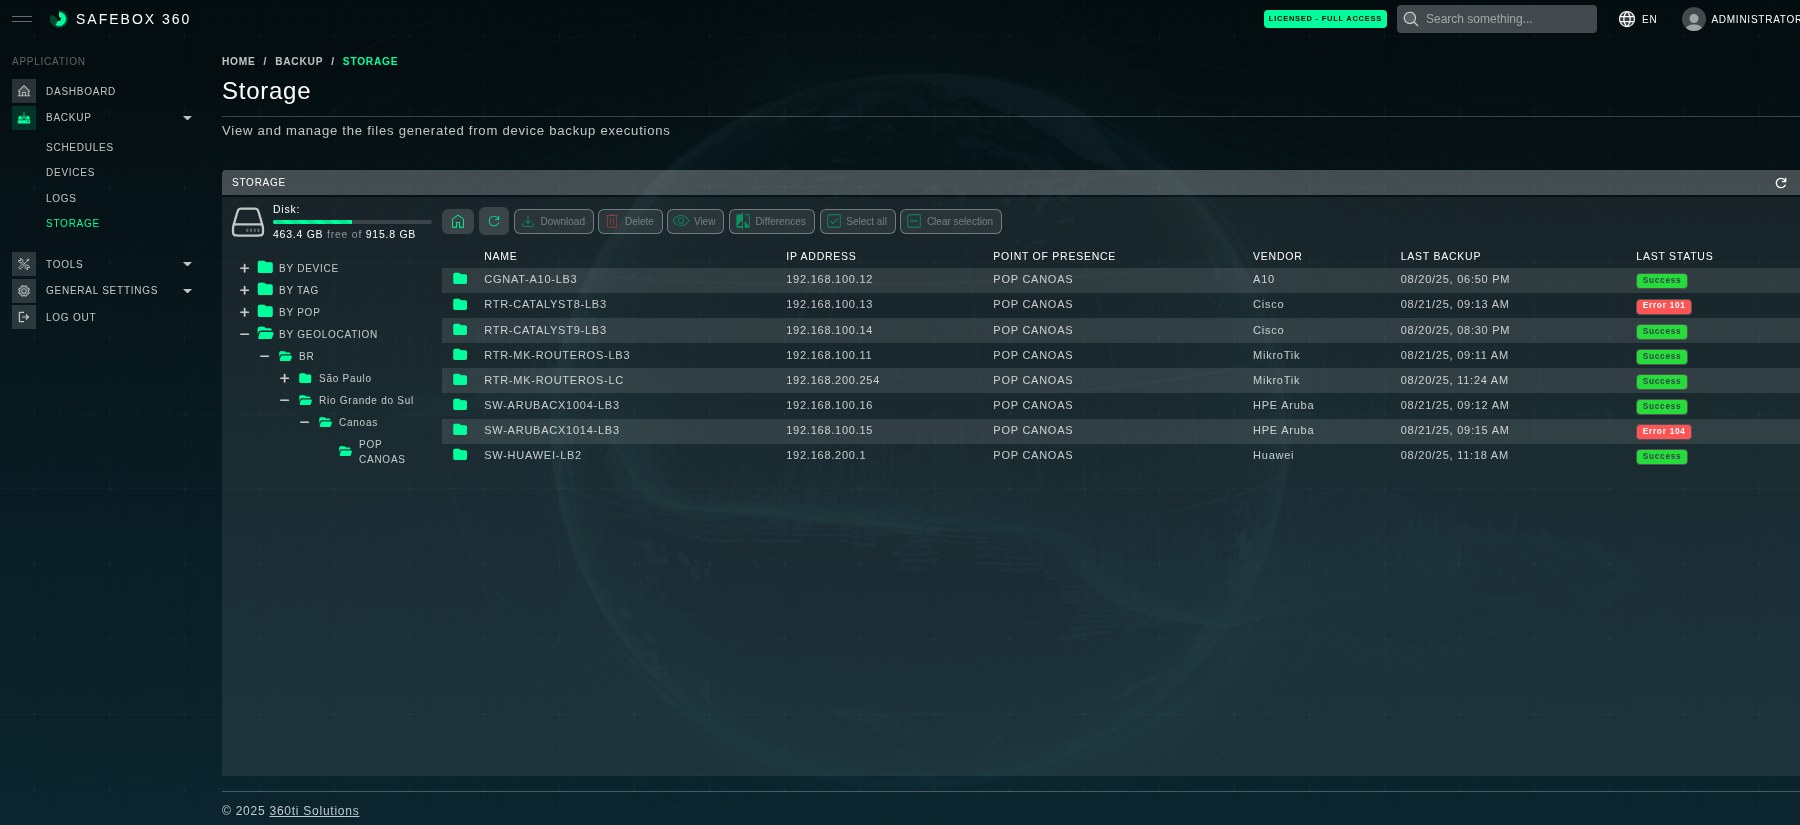 SAFEBOX 360
LICENSED - FULL ACCESS
Search something...
EN
ADMINISTRATOR
APPLICATION
DASHBOARD
BACKUP
SCHEDULES
DEVICES
LOGS
STORAGE
TOOLS
GENERAL SETTINGS
LOG OUT
HOME / BACKUP / STORAGE
Storage
View and manage the files generated from device backup executions
STORAGE
Disk:
463.4 GB free of 915.8 GB
BY DEVICE
BY TAG
BY POP
BY GEOLOCATION
BR
São Paulo
Rio Grande do Sul
Canoas
POP
CANOAS
Download Delete View Differences Select all Clear selection
NAME IP ADDRESS POINT OF PRESENCE VENDOR LAST BACKUP LAST STATUS
CGNAT-A10-LB3 192.168.100.12 POP CANOAS A10 08/20/25, 06:50 PM Success
RTR-CATALYST8-LB3 192.168.100.13 POP CANOAS Cisco 08/21/25, 09:13 AM Error 101
RTR-CATALYST9-LB3 192.168.100.14 POP CANOAS Cisco 08/20/25, 08:30 PM Success
RTR-MK-ROUTEROS-LB3 192.168.100.11 POP CANOAS MikroTik 08/21/25, 09:11 AM Success
RTR-MK-ROUTEROS-LC 192.168.200.254 POP CANOAS MikroTik 08/20/25, 11:24 AM Success
SW-ARUBACX1004-LB3 192.168.100.16 POP CANOAS HPE Aruba 08/21/25, 09:12 AM Success
SW-ARUBACX1014-LB3 192.168.100.15 POP CANOAS HPE Aruba 08/21/25, 09:15 AM Error 104
SW-HUAWEI-LB2 192.168.200.1 POP CANOAS Huawei 08/20/25, 11:18 AM Success
© 2025 360ti Solutions